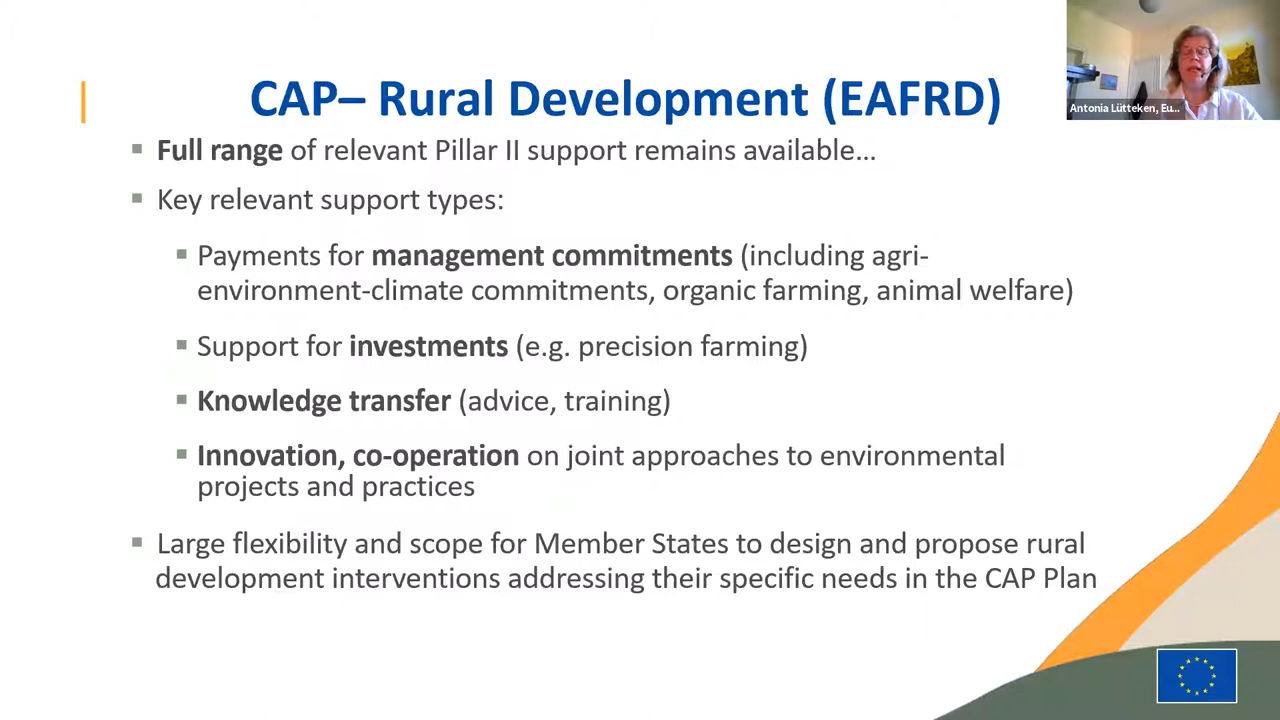 CAP– Rural Development (EAFRD)
Antonia Lütteken, Eu...
▪ Full range of relevant Pillar II support remains available…
▪ Key relevant support types:
▪ Payments for management commitments (including agri-
environment-climate commitments, organic farming, animal welfare)
▪ Support for investments (e.g. precision farming)
▪ Knowledge transfer (advice, training)
▪ Innovation, co-operation on joint approaches to environmental
projects and practices
▪ Large flexibility and scope for Member States to design and propose rural
development interventions addressing their specific needs in the CAP Plan